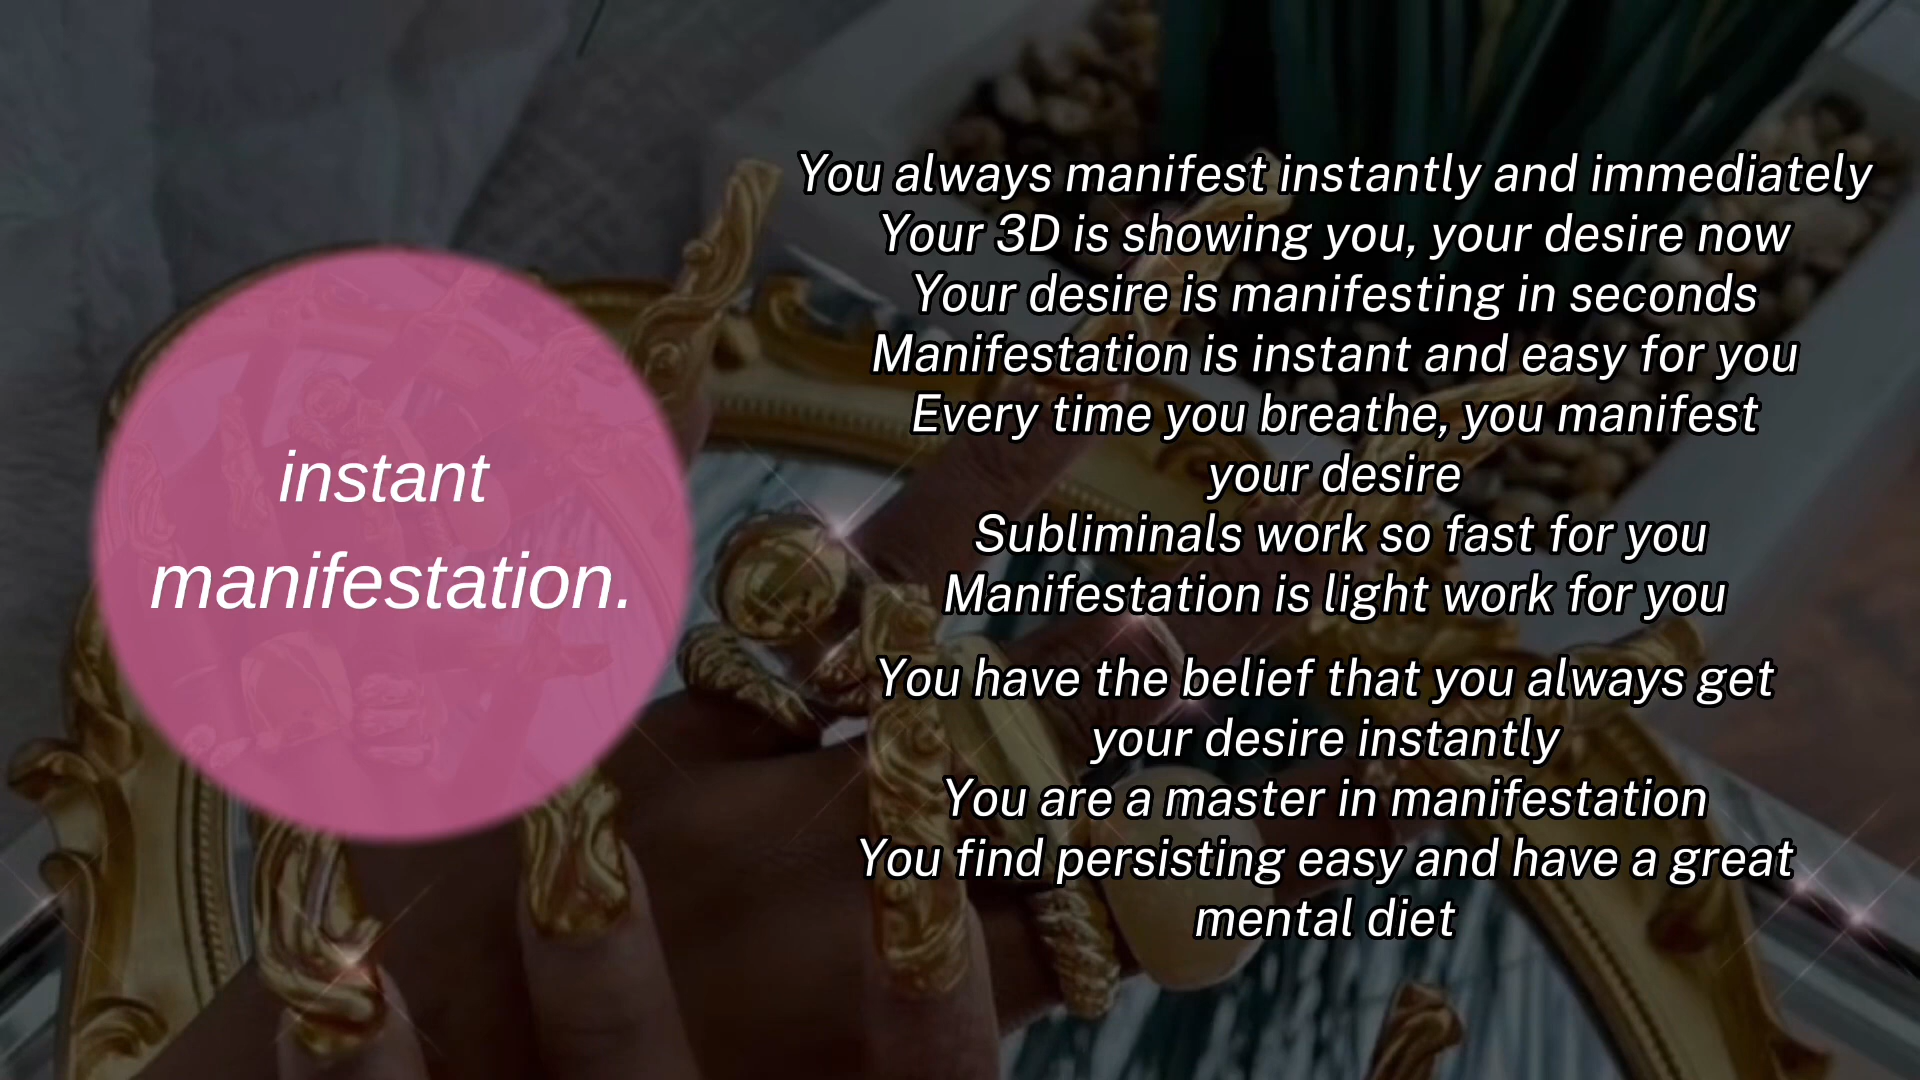 instant
manifestation.
You always manifest instantly and immediately
Your 3D is showing you, your desire now
Your desire is manifesting in seconds
Manifestation is instant and easy for you
Every time you breathe, you manifest
your desire
Subliminals work so fast for you
Manifestation is light work for you
You have the belief that you always get
your desire instantly
You are a master in manifestation
You find persisting easy and have a great
mental diet